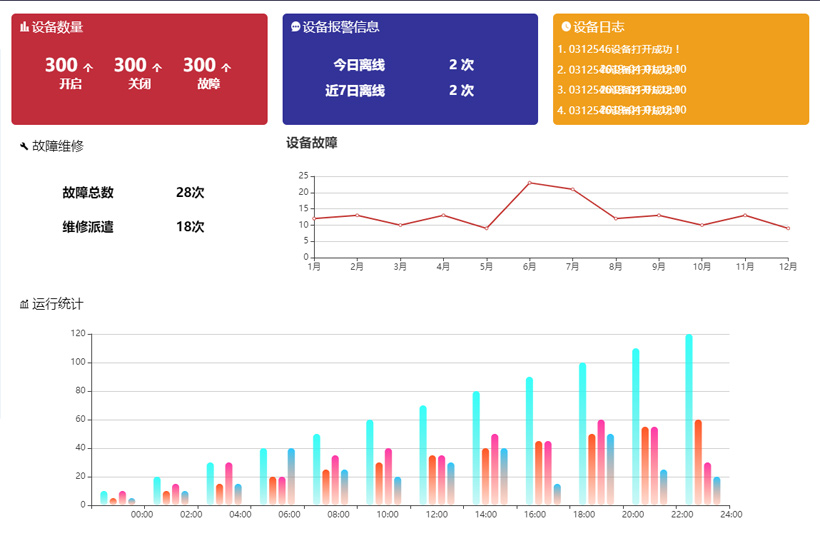 设备数量
300 个 300 个 300 个
开启 关闭 故障
设备报警信息
今日离线 2 次
近7日离线 2 次
设备日志
1. 0312546设备打开成功！
2. 0312546
3. 0312546
4. 0312546
故障维修
故障总数 28次
维修派遣 18次
设备故障
25
20
15
10
5
0
1月 2月 3月 4月 5月 6月 7月 8月 9月 10月 11月 12月
运行统计
120
100
80
60
40
20
0
00:00 02:00 04:00 06:00 08:00 10:00 12:00 14:00 16:00 18:00 20:00 22:00 24:00